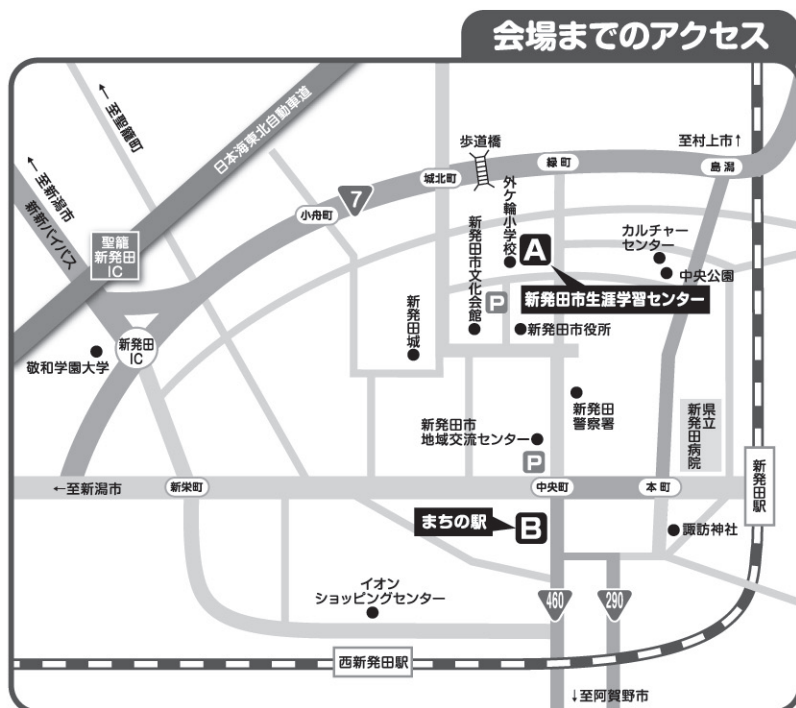 会場までのアクセス
←至聖籠町
日本海東北自動車道
←至新潟市
新新バイパス
聖籠
新発田
IC
歩道橋
城北町
緑町
至村上市↑
島潟
小舟町
7
外ケ輪小学校
新発田市文化会館
A
カルチャー
センター
中央公園
新発田市生涯学習センター
P
新発田市役所
新発田城
新発田
IC
敬和学園大学
新発田
警察署
新発田市
地域交流センター
P
県立
新発田病院
新発田駅
←至新潟市
新栄町
中央町
本町
まちの駅
B
諏訪神社
イオン
ショッピングセンター
460
290
西新発田駅
↓至阿賀野市